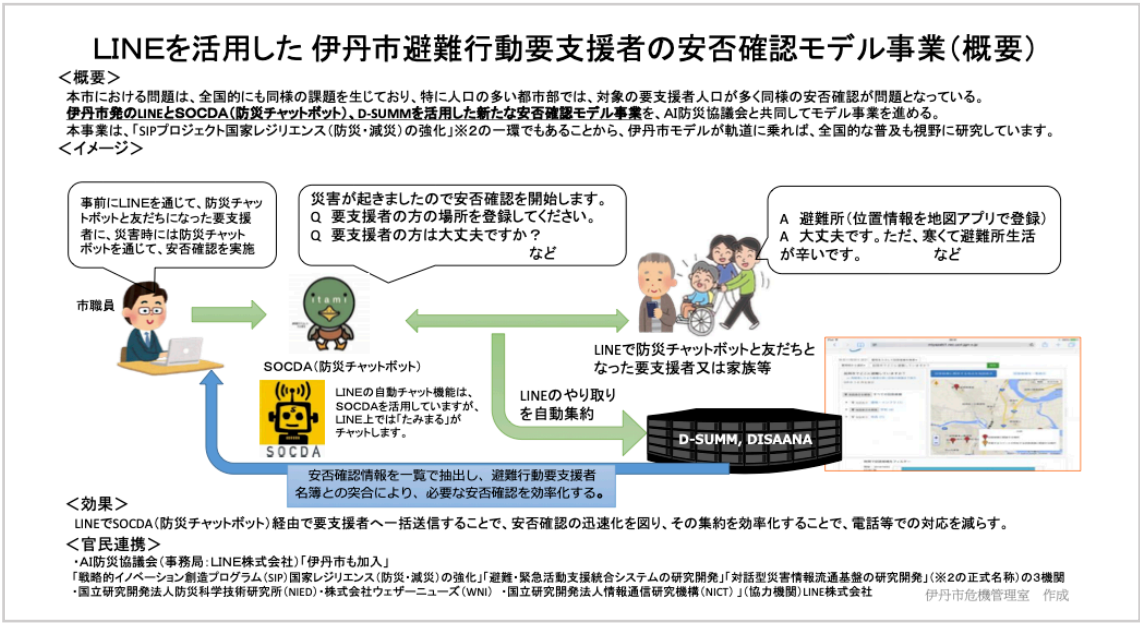 LINEを活用した 伊丹市避難行動要支援者の安否確認モデル事業（概要）
＜概要＞
本市における問題は、全国的にも同様の課題を生じており、特に人口の多い都市部では、対象の要支援者人口が多く同様の安否確認が問題となっている。
伊丹市発のLINEとSOCDA（防災チャットボット）、D-SUMMを活用した新たな安否確認モデル事業を、AI防災協議会と共同してモデル事業を進める。
本事業は、「SIPプロジェクト国家レジリエンス（防災・減災）の強化」※２の一環でもあることから、伊丹市モデルが軌道に乗れば、全国的な普及も視野に研究しています。
＜イメージ＞
事前にLINEを通じて、防災チャッ
トボットと友だちになった要支援
者に、災害時には防災チャット
ボットを通じて、安否確認を実施
災害が起きましたので安否確認を開始します。
Q　要支援者の方の場所を登録してください。
Q　要支援者の方は大丈夫ですか？
など
A　避難所（位置情報を地図アプリで登録）
A　大丈夫です。ただ、寒くて避難所生活
が辛いです。　　　　など
市職員
itami
SOCDA（防災チャットボット）
LINEで防災チャットボットと友だちと
なった要支援者又は家族等
LINEの自動チャット機能は、
SOCDAを活用していますが、
LINE上では「たみまる」が
チャットします。
SOCDA
LINEのやり取り
を自動集約
D-SUMM, DISAANA
安否確認情報を一覧で抽出し、避難行動要支援者
名簿との突合により、必要な安否確認を効率化する。
＜効果＞
LINEでSOCDA（防災チャットボット）経由で要支援者へ一括送信することで、安否確認の迅速化を図り、その集約を効率化することで、電話等での対応を減らす。
＜官民連携＞
・AI防災協議会（事務局：LINE株式会社）「伊丹市も加入」
「戦略的イノベーション創造プログラム（SIP）国家レジリエンス（防災・減災）の強化」「避難・緊急活動支援統合システムの研究開発」「対話型災害情報流通基盤の研究開発」（※２の正式名称）の３機関
・国立研究開発法人防災科学技術研究所（NIED）・株式会社ウェザーニューズ（WNI）　・国立研究開発法人情報通信研究機構（NICT）」（協力機関）LINE株式会社
伊丹市危機管理室　作成